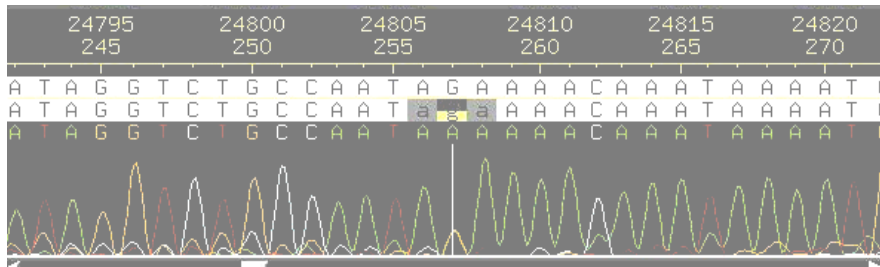 24795 24800 24805 24810 24815 24820
245 250 255 260 265 270
A T A G G T C T G C C A A T A G A A A A C A A A T A A A A T
A T A G G T C T G C C A A T a g a A A A C A A A T A A A A T
A T A G G T C T G C C A A T A A A A A A C A A A T A A A A T